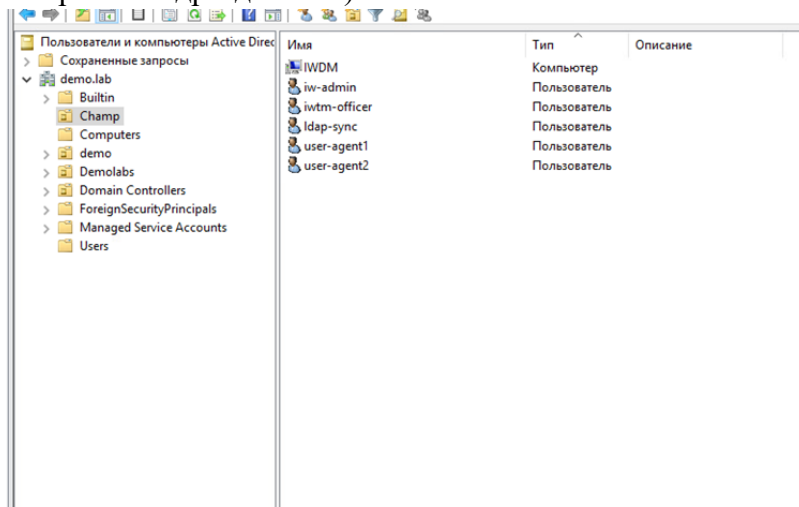 Пользователи и компьютеры Active Direc
Сохраненные запросы
demo.lab
Builtin
Champ
Computers
demo
Demolabs
Domain Controllers
ForeignSecurityPrincipals
Managed Service Accounts
Users
Имя Тип Описание
IWDM Компьютер
iw-admin Пользователь
iwtm-officer Пользователь
ldap-sync Пользователь
user-agent1 Пользователь
user-agent2 Пользователь